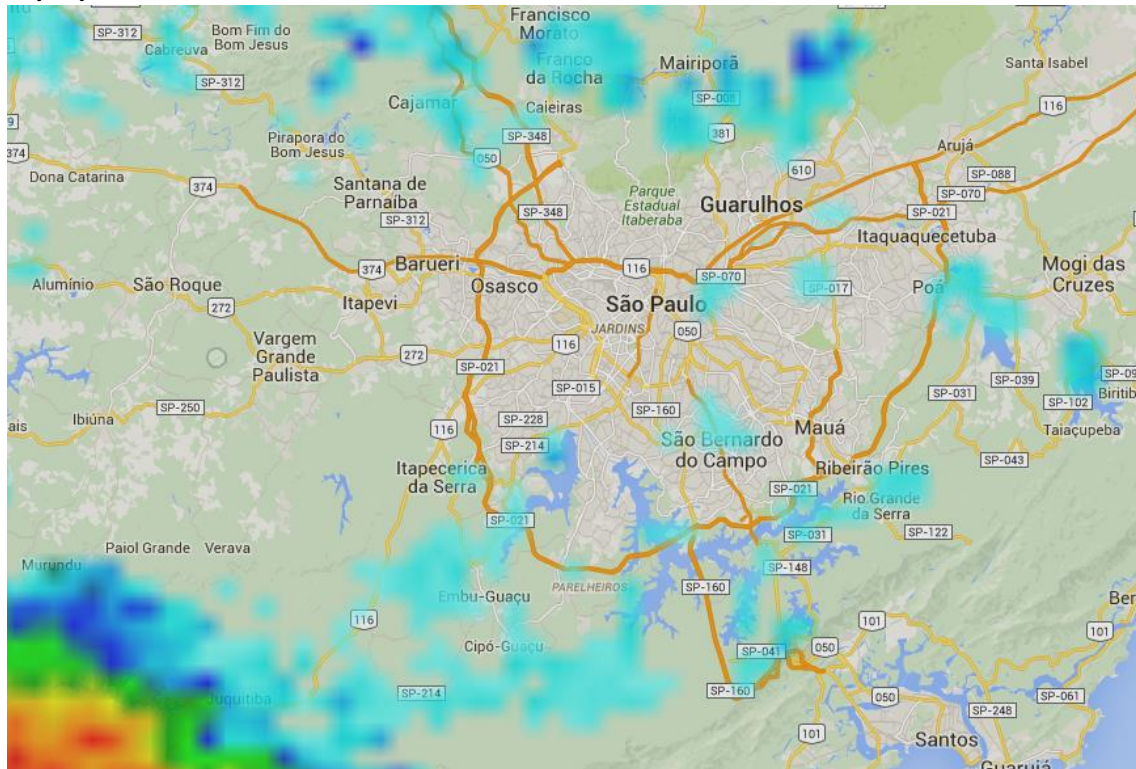 Francisco
Morato
SP-312
Bom Fim do
Bom Jesus
Cabreuva
Franco
da Rocha
Mairiporã
Santa Isabel
SP-312
Cajamar
Caieiras
SP-008
116
SP-348
381
Pirapora do
Bom Jesus
374
050
Arujá
Dona Catarina
374
Santana de
Parnaíba
610
SP-088
SP-070
Parque
Estadual
Itaberaba
Guarulhos
SP-312
SP-348
SP-021
Itaquaquecetuba
Barueri
374
116
SP-070
Mogi das
Cruzes
Alumínio
São Roque
Osasco
SP-017
Poá
Itapevi
272
São Paulo
JARDINS
050
Vargem
Grande
Paulista
116
272
SP-021
SP-039
SP-015
SP-031
SP-102
Ibiúna
SP-250
SP-160
SP-228
116
Mauá
Taiaçupeba
SP-214
São Bernardo
do Campo
SP-043
Itapecerica
da Serra
Ribeirão Pires
SP-021
Rio Grande
da Serra
SP-021
SP-031
SP-122
Paiol Grande
Verava
Murundu
SP-148
PARELHEIROS
SP-160
Embu-Guaçu
116
101
101
Cipó-Guaçu
SP-041
050
Juquitiba
SP-214
SP-160
050
SP-061
SP-248
101
Santos
Guarujá